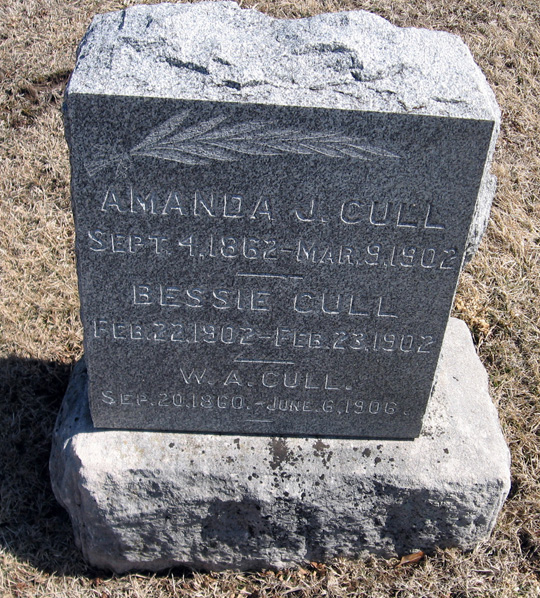 AMANDA J. CULL
SEPT. 4, 1862-MAR. 9, 1902
BESSIE CULL
FEB. 22, 1902-FEB. 23, 1902
W. A. CULL.
SEP. 20, 1860.-JUNE. 6, 1906.